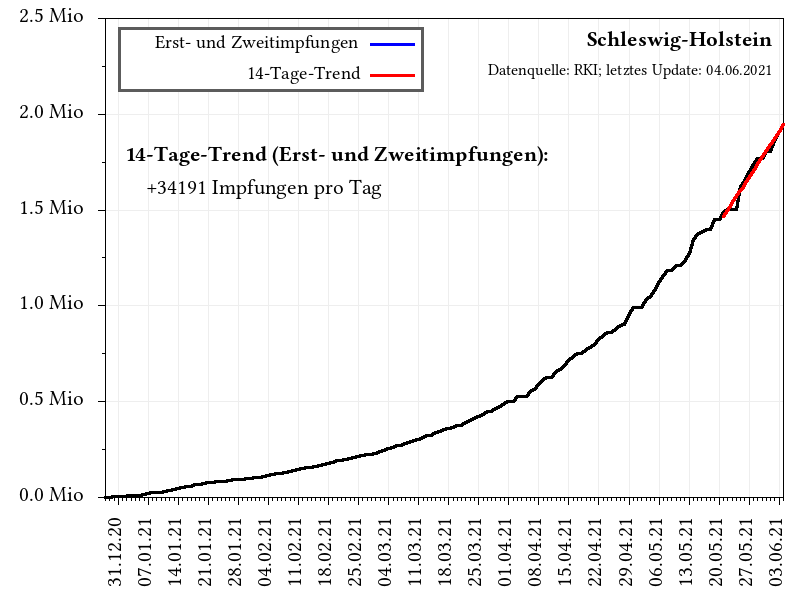 2.5 Mio
Erst- und Zweitimpfungen
14-Tage-Trend
Schleswig-Holstein
Datenquelle: RKI; letztes Update: 04.06.2021
2.0 Mio
14-Tage-Trend (Erst- und Zweitimpfungen):
+34191 Impfungen pro Tag
1.5 Mio
1.0 Mio
0.5 Mio
0.0 Mio
31.12.20
07.01.21
14.01.21
21.01.21
28.01.21
04.02.21
11.02.21
18.02.21
25.02.21
04.03.21
11.03.21
18.03.21
25.03.21
01.04.21
08.04.21
15.04.21
22.04.21
29.04.21
06.05.21
13.05.21
20.05.21
27.05.21
03.06.21